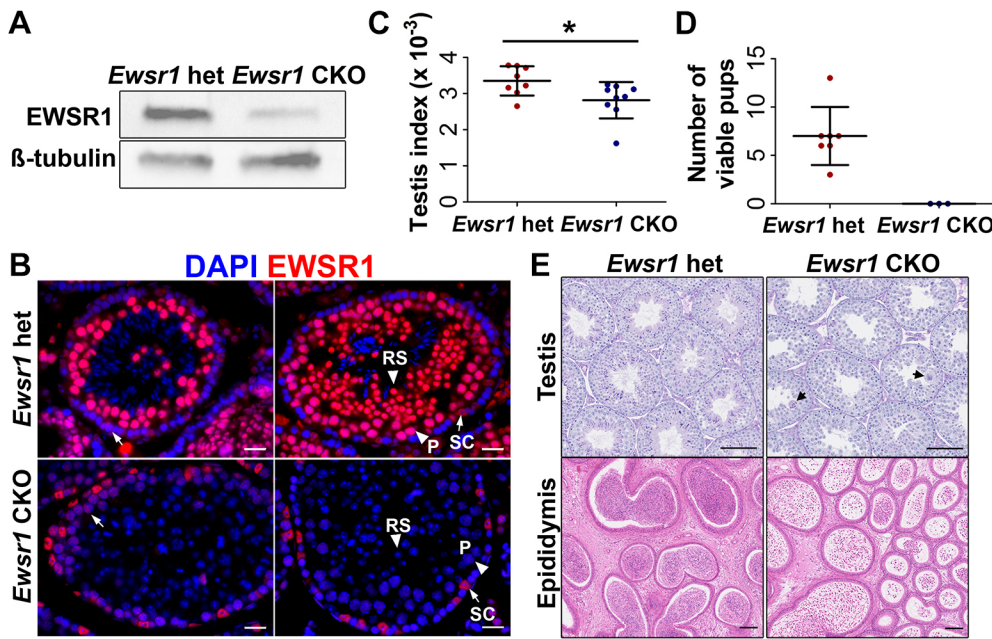 A
Ewsr1 het Ewsr1 CKO
EWSR1
ß-tubulin
C
Testis index (x 10-3)
4
3
2
1
0
*
Ewsr1 het Ewsr1 CKO
D
Number of
viable pups
15
10
5
0
Ewsr1 het Ewsr1 CKO
B
DAPI EWSR1
Ewsr1 het
RS
P
SC
Ewsr1 CKO
RS
P
SC
E
Ewsr1 het
Ewsr1 CKO
Testis
Epididymis